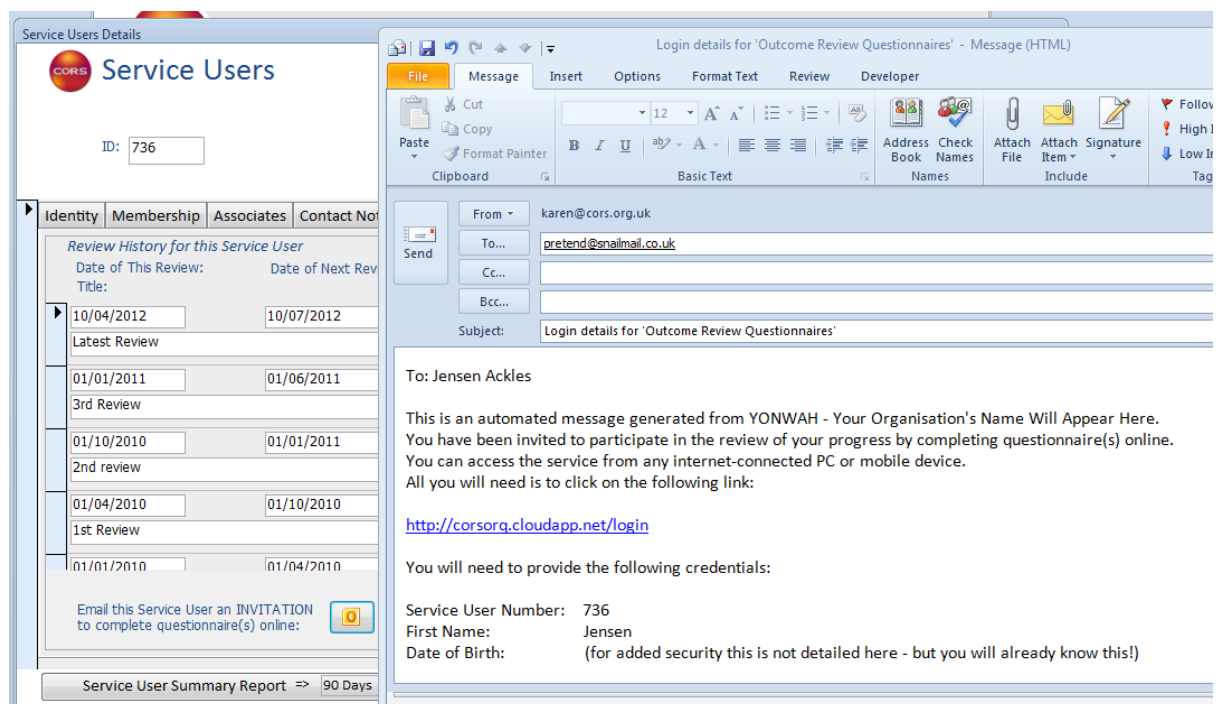 Service Users Details
CORS Service Users
ID: 736
Identity Membership Associates Contact Not
Review History for this Service User
Date of This Review: Date of Next Rev
Title:
10/04/2012 10/07/2012
Latest Review
01/01/2011 01/06/2011
3rd Review
01/10/2010 01/01/2011
2nd review
01/04/2010 01/10/2010
1st Review
01/01/2010 01/04/2010
Email this Service User an INVITATION
to complete questionnaire(s) online:
Service User Summary Report => 90 Days
Login details for 'Outcome Review Questionnaires' - Message (HTML)
File Message Insert Options Format Text Review Developer
Cut
Copy
Format Painter
Paste
Clipboard
12 A A
B I U ab A
Basic Text
Address Book
Check Names
Names
Attach File
Attach Item
Signature
Include
Follow
High I
Low Ir
Tag
Send
From karen@cors.org.uk
To... pretend@snailmail.co.uk
Cc...
Bcc...
Subject: Login details for 'Outcome Review Questionnaires'
To: Jensen Ackles
This is an automated message generated from YONWAH - Your Organisation's Name Will Appear Here.
You have been invited to participate in the review of your progress by completing questionnaire(s) online.
You can access the service from any internet-connected PC or mobile device.
All you will need is to click on the following link:
http://corsorq.cloudapp.net/login
You will need to provide the following credentials:
Service User Number: 736
First Name: Jensen
Date of Birth: (for added security this is not detailed here - but you will already know this!)